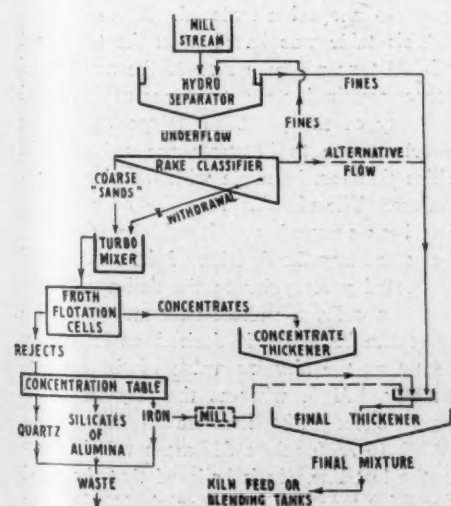 MILL
STREAM
HYDRO
SEPARATOR
FINES
UNDERFLOW
FINES
RAKE CLASSIFIER
ALTERNATIVE
FLOW
COARSE
"SANDS"
WITHDRAWAL
TURBO
MIXER
FROTH
FLOTATION
CELLS
CONCENTRATES
CONCENTRATE
THICKENER
REJECTS
CONCENTRATION TABLE
QUARTZ
SILICATES
OF
ALUMINA
IRON
MILL
FINAL THICKENER
WASTE
FINAL MIXTURE
KILN FEED OR
BLENDING TANKS